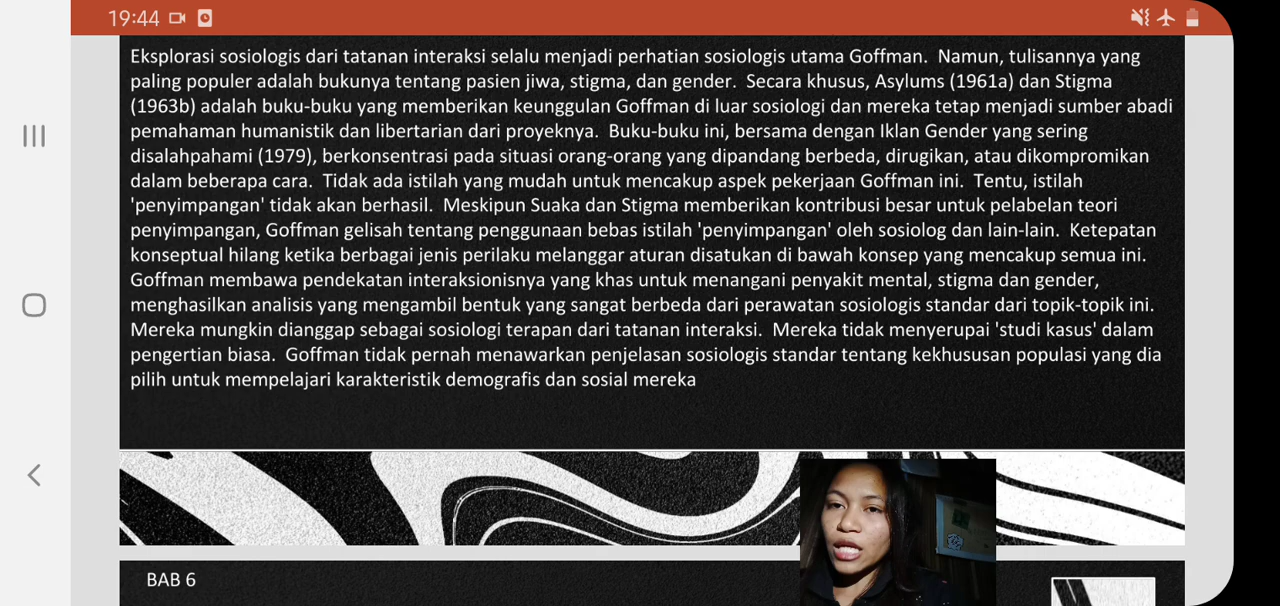 19:44
Eksplorasi sosiologis dari tatanan interaksi selalu menjadi perhatian sosiologis utama Goffman. Namun, tulisannya yang
paling populer adalah bukunya tentang pasien jiwa, stigma, dan gender. Secara khusus, Asylums (1961a) dan Stigma
(1963b) adalah buku-buku yang memberikan keunggulan Goffman di luar sosiologi dan mereka tetap menjadi sumber abadi
pemahaman humanistik dan libertarian dari proyeknya. Buku-buku ini, bersama dengan Iklan Gender yang sering
disalahpahami (1979), berkonsentrasi pada situasi orang-orang yang dipandang berbeda, dirugikan, atau dikompromikan
dalam beberapa cara. Tidak ada istilah yang mudah untuk mencakup aspek pekerjaan Goffman ini. Tentu, istilah
'penyimpangan' tidak akan berhasil. Meskipun Suaka dan Stigma memberikan kontribusi besar untuk pelabelan teori
penyimpangan, Goffman gelisah tentang penggunaan bebas istilah 'penyimpangan' oleh sosiolog dan lain-lain. Ketepatan
konseptual hilang ketika berbagai jenis perilaku melanggar aturan disatukan di bawah konsep yang mencakup semua ini.
Goffman membawa pendekatan interaksionisnya yang khas untuk menangani penyakit mental, stigma dan gender,
menghasilkan analisis yang mengambil bentuk yang sangat berbeda dari perawatan sosiologis standar dari topik-topik ini.
Mereka mungkin dianggap sebagai sosiologi terapan dari tatanan interaksi. Mereka tidak menyerupai 'studi kasus' dalam
pengertian biasa. Goffman tidak pernah menawarkan penjelasan sosiologis standar tentang kekhususan populasi yang dia
pilih untuk mempelajari karakteristik demografis dan sosial mereka
BAB 6